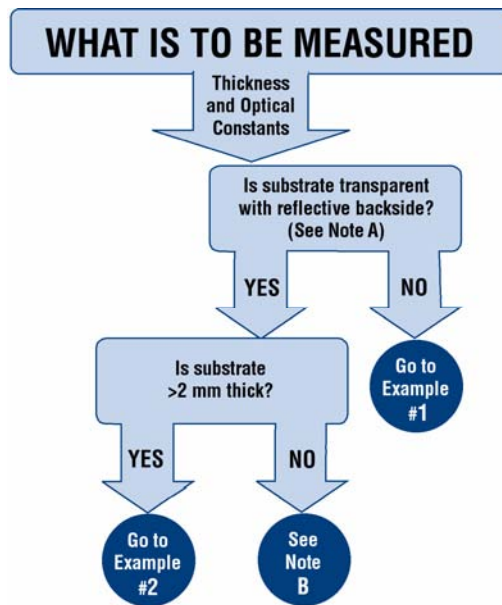 WHAT IS TO BE MEASURED
Thickness
and Optical
Constants
Is substrate transparent
with reflective backside?
(See Note A)
YES
NO
Is substrate
>2 mm thick?
Go to
Example
#1
YES
NO
Go to
Example
#2
See
Note
B